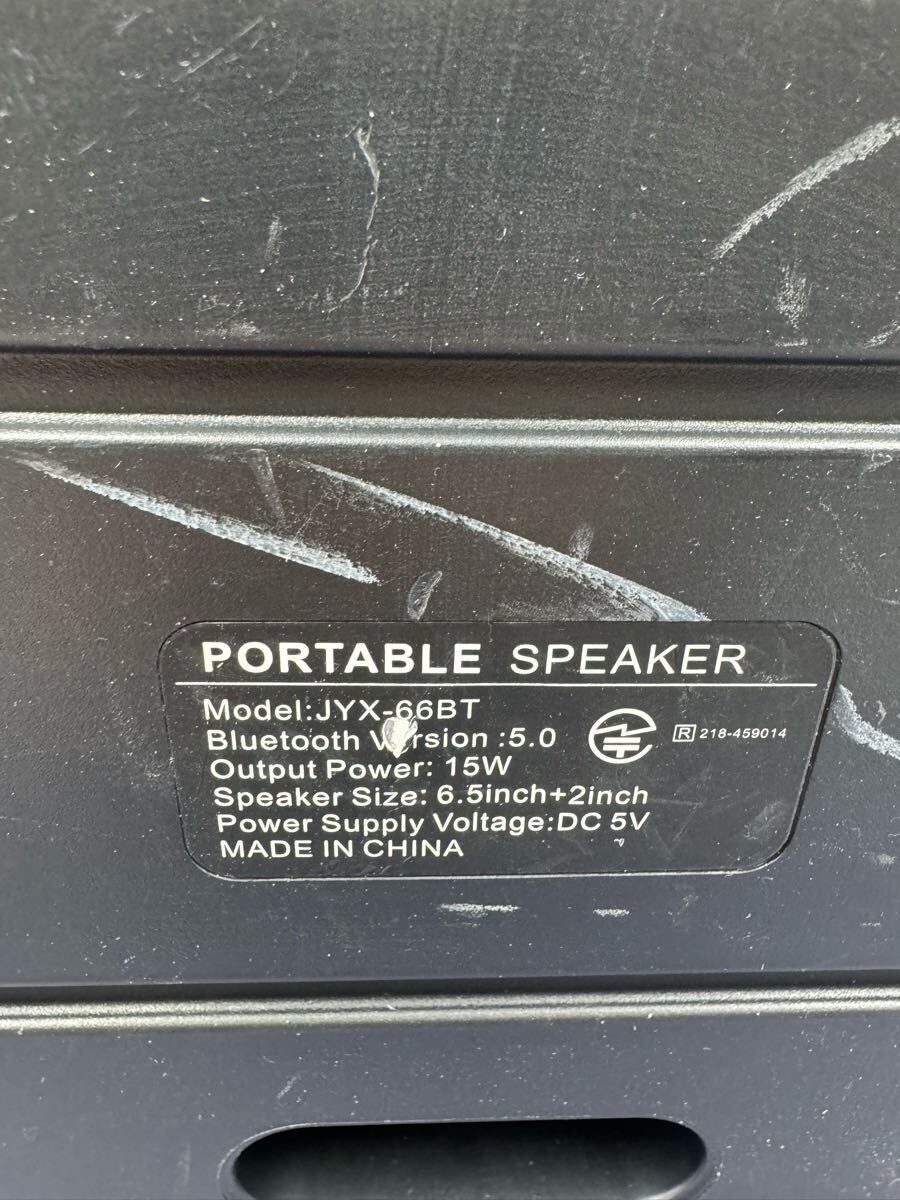 PORTABLE SPEAKER
Model:JYX-66BT
Bluetooth Version :5.0
Output Power: 15W
Speaker Size: 6.5inch+2inch
Power Supply Voltage:DC 5V
MADE IN CHINA
R 218-459014